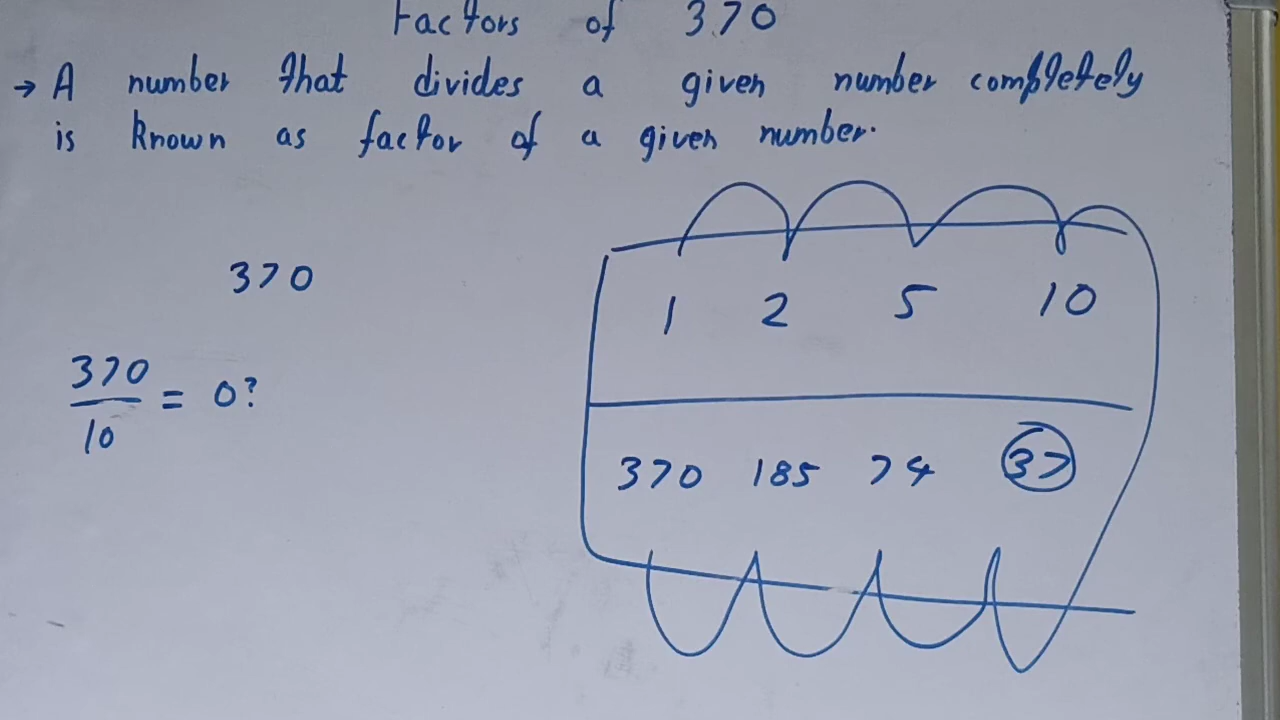 Factors of 370
→ A number that divides a given number completely
is known as factor of a given number.
370
370
10
= 0?
1 2 5 10
370 185 74 37